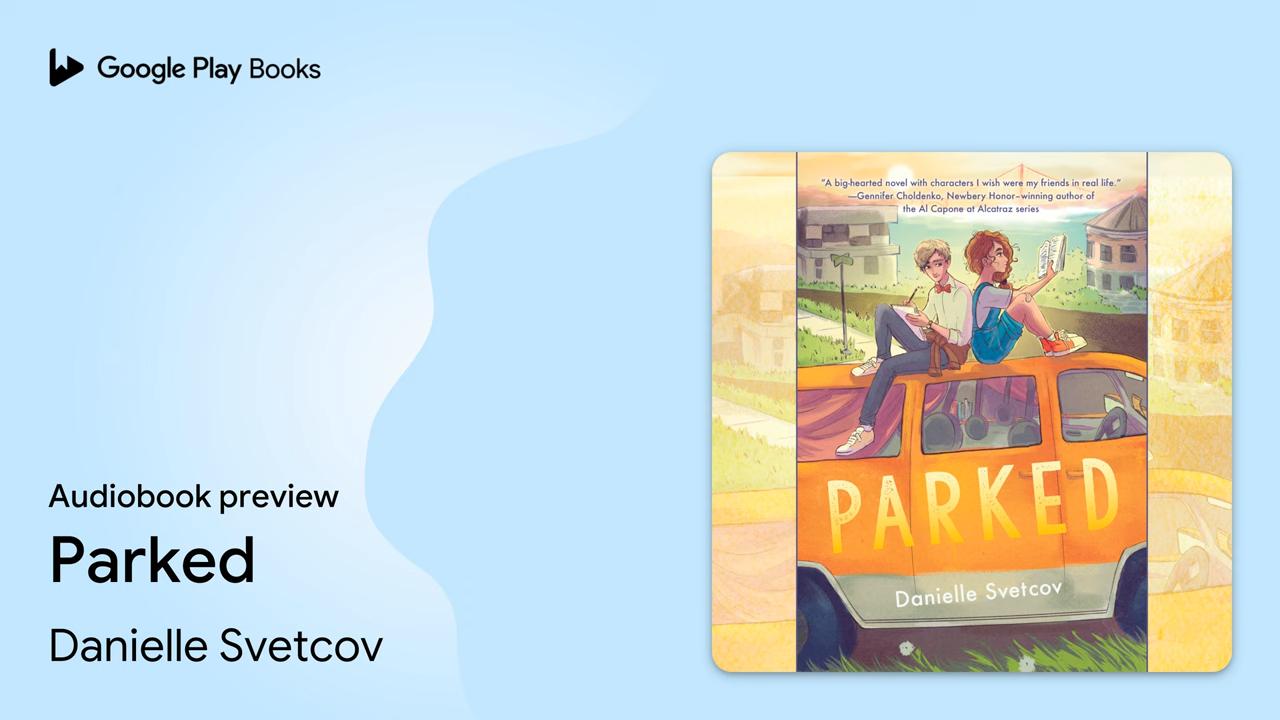 Google Play Books
Audiobook preview
Parked
Danielle Svetcov
“A big-hearted novel with characters I wish were my friends in real life.”
—Gennifer Choldenko, Newbery Honor–winning author of
the Al Capone at Alcatraz series
PARKED
Danielle Svetcov